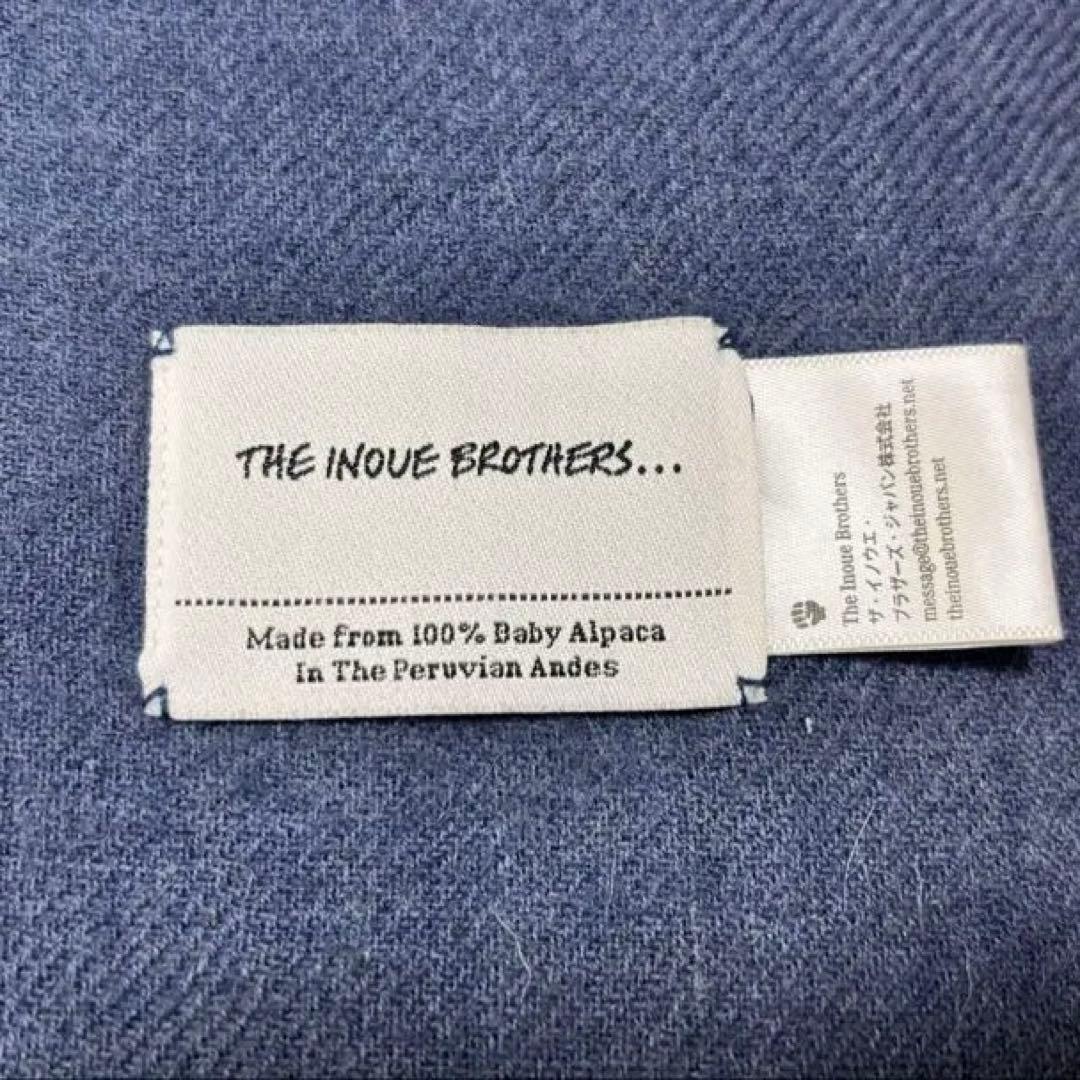 THE INOUE BROTHERS...
Made from 100% Baby Alpaca
In The Peruvian Andes
The Inoue Brothers
ザ・イノウエ・
ブラザーズ・ジャパン株式会社
message@theinouebrothers.net
theinouebrothers.net